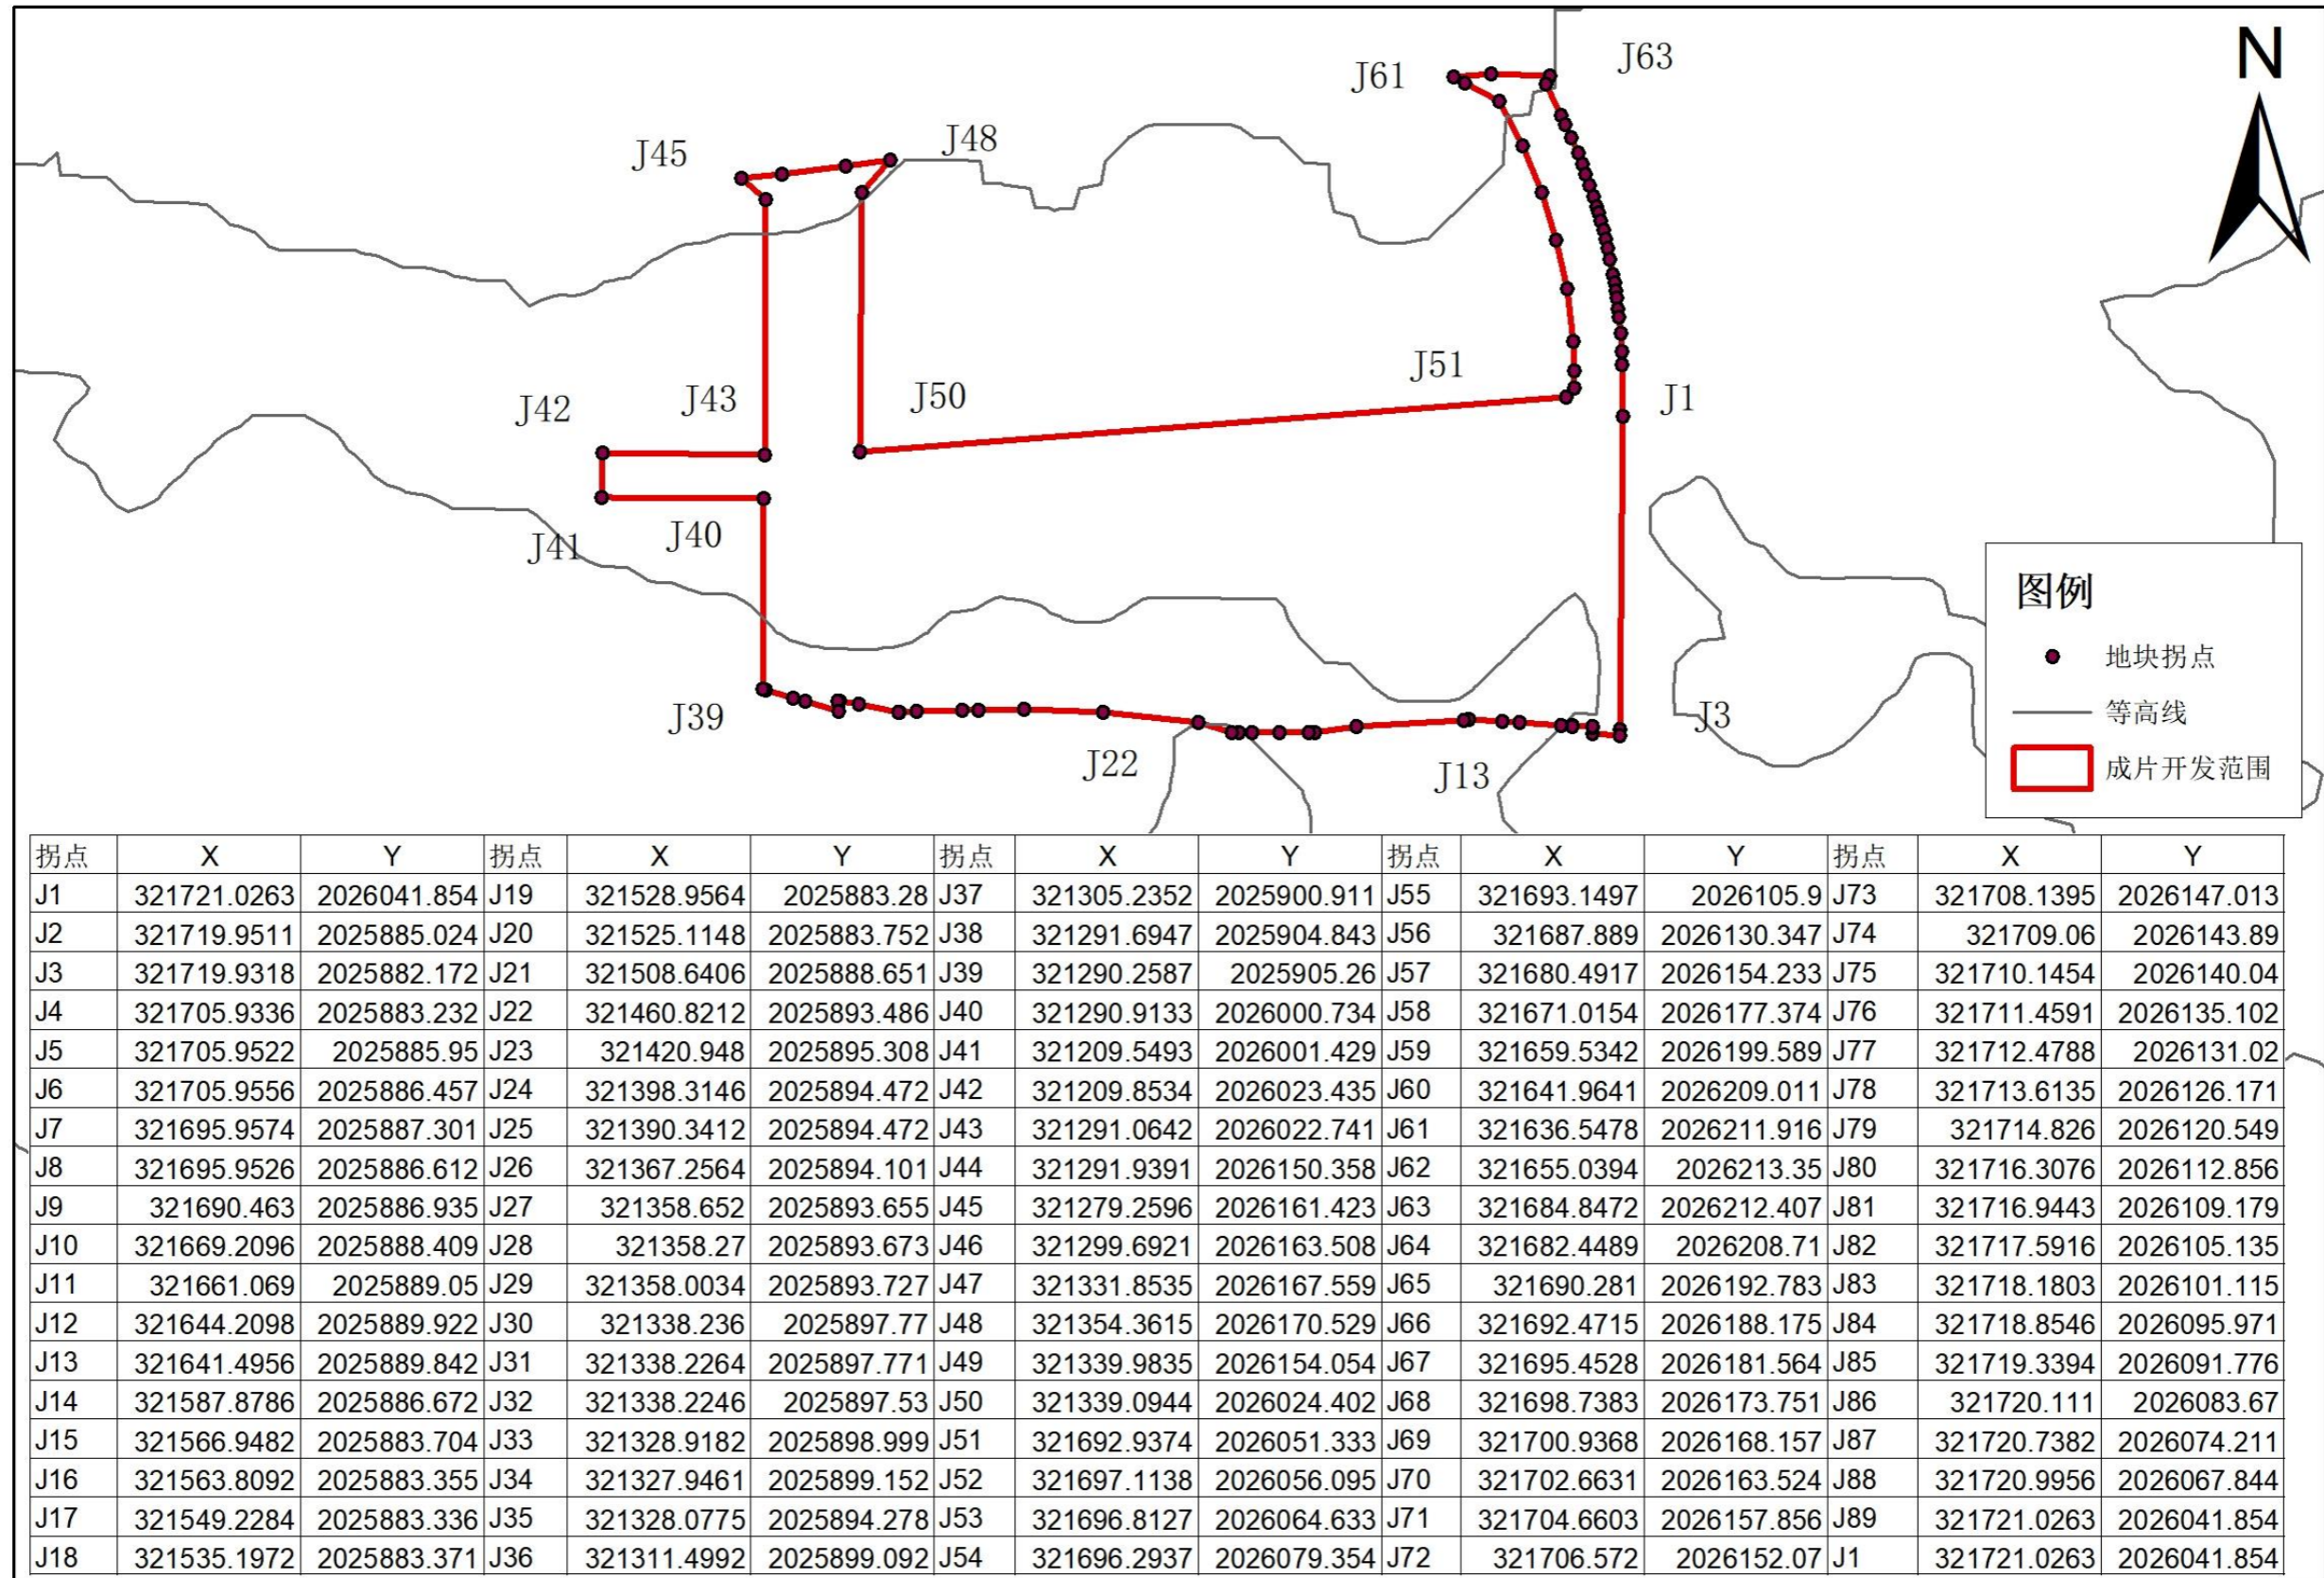 N
J63
J61
J48
J45
J51
J50
J43
J42
J1
J40
J41
J39
J3
J22
J13
图例
地块拐点
等高线
成片开发范围
拐点 X Y 拐点 X Y 拐点 X Y 拐点 X Y 拐点 X Y
J1 321721.0263 2026041.854 J19 321528.9564 2025883.28 J37 321305.2352 2025900.911 J55 321693.1497 2026105.9 J73 321708.1395 2026147.013
J2 321719.9511 2025885.024 J20 321525.1148 2025883.752 J38 321291.6947 2025904.843 J56 321687.889 2026130.347 J74 321709.06 2026143.89
J3 321719.9318 2025882.172 J21 321508.6406 2025888.651 J39 321290.2587 2025905.26 J57 321680.4917 2026154.233 J75 321710.1454 2026140.04
J4 321705.9336 2025883.232 J22 321460.8212 2025893.486 J40 321290.9133 2026000.734 J58 321671.0154 2026177.374 J76 321711.4591 2026135.102
J5 321705.9522 2025885.95 J23 321420.948 2025895.308 J41 321209.5493 2026001.429 J59 321659.5342 2026199.589 J77 321712.4788 2026131.02
J6 321705.9556 2025886.457 J24 321398.3146 2025894.472 J42 321209.8534 2026023.435 J60 321641.9641 2026209.011 J78 321713.6135 2026126.171
J7 321695.9574 2025887.301 J25 321390.3412 2025894.472 J43 321291.0642 2026022.741 J61 321636.5478 2026211.916 J79 321714.826 2026120.549
J8 321695.9526 2025886.612 J26 321367.2564 2025894.101 J44 321291.9391 2026150.358 J62 321655.0394 2026213.35 J80 321716.3076 2026112.856
J9 321690.463 2025886.935 J27 321358.652 2025893.655 J45 321279.2596 2026161.423 J63 321684.8472 2026212.407 J81 321716.9443 2026109.179
J10 321669.2096 2025888.409 J28 321358.27 2025893.673 J46 321299.6921 2026163.508 J64 321682.4489 2026208.71 J82 321717.5916 2026105.135
J11 321661.069 2025889.05 J29 321358.0034 2025893.727 J47 321331.8535 2026167.559 J65 321690.281 2026192.783 J83 321718.1803 2026101.115
J12 321644.2098 2025889.922 J30 321338.236 2025897.77 J48 321354.3615 2026170.529 J66 321692.4715 2026188.175 J84 321718.8546 2026095.971
J13 321641.4956 2025889.842 J31 321338.2264 2025897.771 J49 321339.9835 2026154.054 J67 321695.4528 2026181.564 J85 321719.3394 2026091.776
J14 321587.8786 2025886.672 J32 321338.2246 2025897.53 J50 321339.0944 2026024.402 J68 321698.7383 2026173.751 J86 321720.111 2026083.67
J15 321566.9482 2025883.704 J33 321328.9182 2025898.999 J51 321692.9374 2026051.333 J69 321700.9368 2026168.157 J87 321720.7382 2026074.211
J16 321563.8092 2025883.355 J34 321327.9461 2025899.152 J52 321697.1138 2026056.095 J70 321702.6631 2026163.524 J88 321720.9956 2026067.844
J17 321549.2284 2025883.336 J35 321328.0775 2025894.278 J53 321696.8127 2026064.633 J71 321704.6603 2026157.856 J89 321721.0263 2026041.854
J18 321535.1972 2025883.371 J36 321311.4992 2025899.092 J54 321696.2937 2026079.354 J72 321706.572 2026152.07 J1 321721.0263 2026041.854